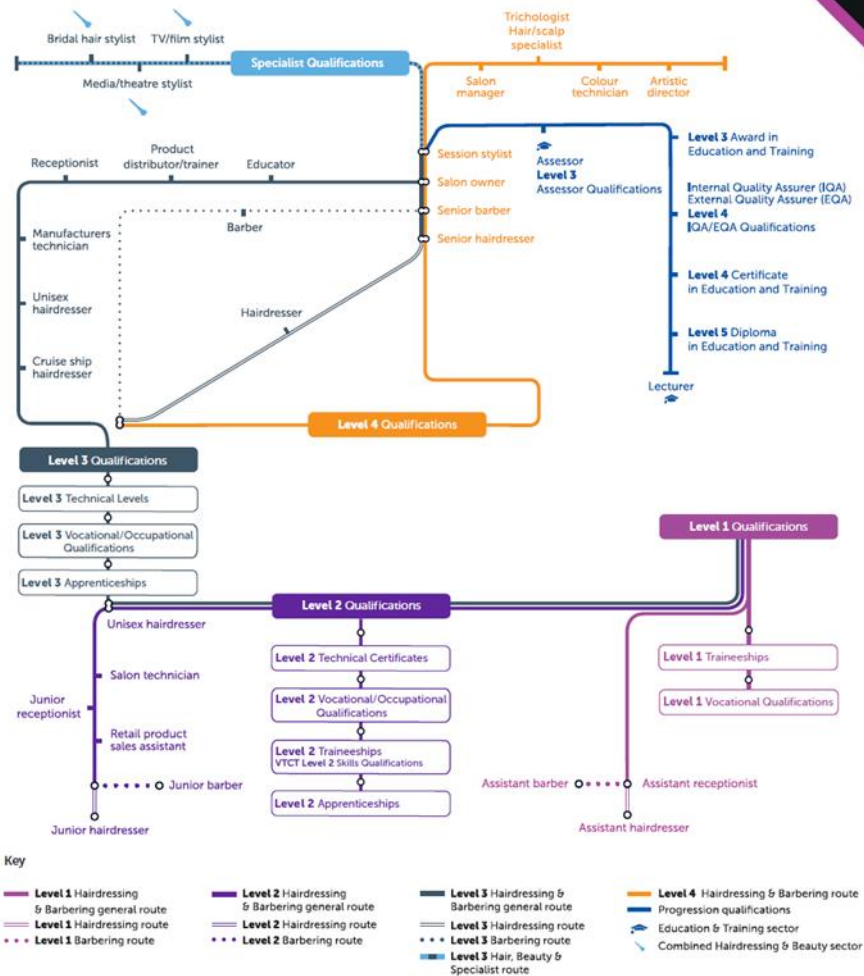 Trichologist
Hair/scalp
specialist
Bridal hair stylist
TV/film stylist
Specialist Qualifications
Media/theatre stylist
Salon
manager
Colour
technician
Artistic
director
Receptionist
Product
distributor/trainer
Educator
Session stylist
Salon owner
Senior barber
Senior hairdresser
Assessor
Level 3
Assessor Qualifications
Level 3 Award in
Education and Training
Internal Quality Assurer (IQA)
External Quality Assurer (EQA)
Level 4
IQA/EQA Qualifications
Level 4 Certificate
in Education and Training
Level 5 Diploma
in Education and Training
Lecturer
Manufacturers
technician
Barber
Unisex
hairdresser
Hairdresser
Cruise ship
hairdresser
Level 4 Qualifications
Level 3 Qualifications
Level 3 Technical Levels
Level 3 Vocational/Occupational
Qualifications
Level 3 Apprenticeships
Level 1 Qualifications
Level 2 Qualifications
Unisex hairdresser
Salon technician
Junior
receptionist
Retail product
sales assistant
Junior barber
Junior hairdresser
Level 2 Technical Certificates
Level 2 Vocational/Occupational
Qualifications
Level 2 Traineeships
VTCT Level 2 Skills Qualifications
Level 2 Apprenticeships
Level 1 Traineeships
Level 1 Vocational Qualifications
Assistant barber
Assistant receptionist
Assistant hairdresser
Key
Level 1 Hairdressing
& Barbering general route
Level 1 Hairdressing route
Level 1 Barbering route
Level 2 Hairdressing
& Barbering general route
Level 2 Hairdressing route
Level 2 Barbering route
Level 3 Hairdressing &
Barbering general route
Level 3 Hairdressing route
Level 3 Barbering route
Level 3 Hair, Beauty &
Specialist route
Level 4 Hairdressing & Barbering route
Progression qualifications
Education & Training sector
Combined Hairdressing & Beauty sector